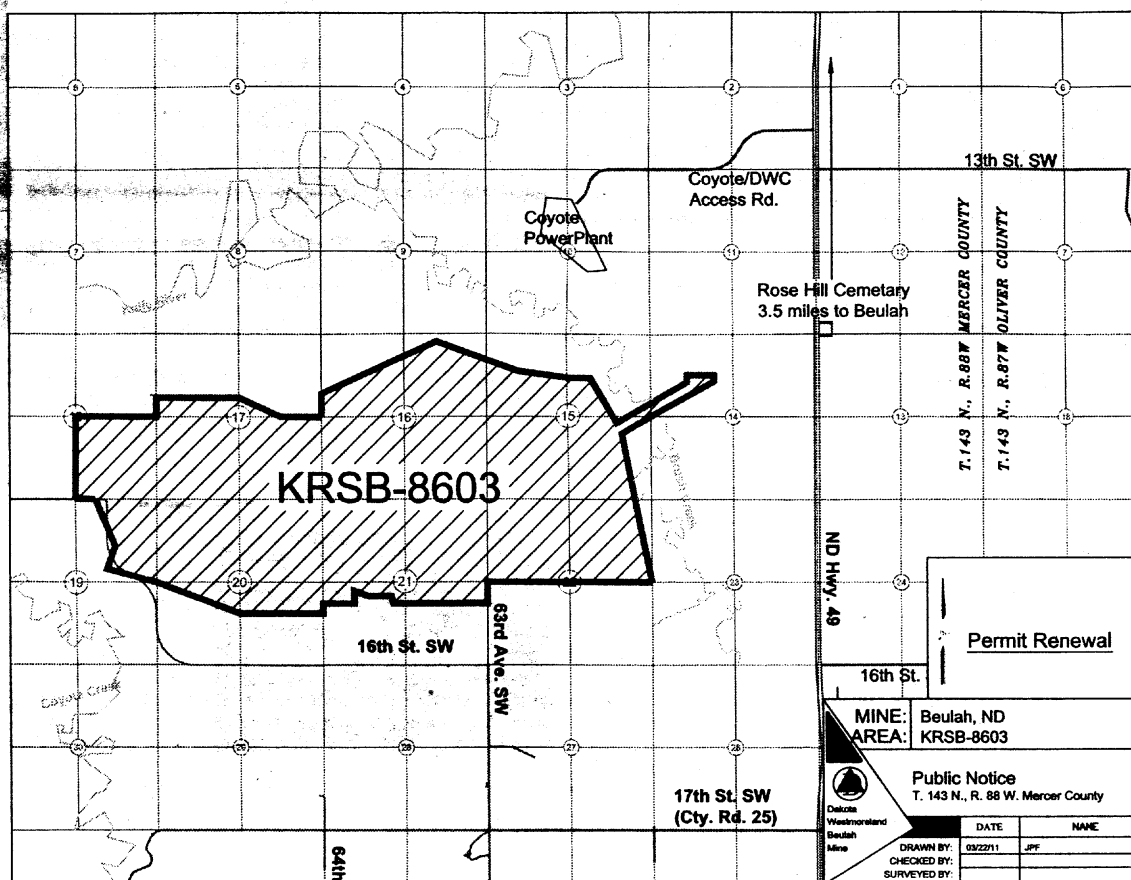 6
5
4
3
2
1
6
13th St. SW
Coyote/DWC
Access Rd.
Coyote
PowerPlant
7
8
9
10
11
12
7
Rose Hill Cemetary
3.5 miles to Beulah
T.143 N., R.88W MERCER COUNTY
T.143 N., R.87W OLIVER COUNTY
17
16
15
14
13
18
KRSB-8603
ND Hwy. 49
19
20
21
22
23
24
16th St. SW
63rd Ave. SW
Permit Renewal
16th St.
Coyote Creek
MINE: Beulah, ND
AREA: KRSB-8603
30
28
27
26
Public Notice
T. 143 N., R. 88 W. Mercer County
17th St. SW
(Cty. Rd. 25)
Dakota
Westmoreland
Beulah
Mine
64th
DATE NAME
DRAWN BY: 03/22/11 JPF
CHECKED BY:
SURVEYED BY: